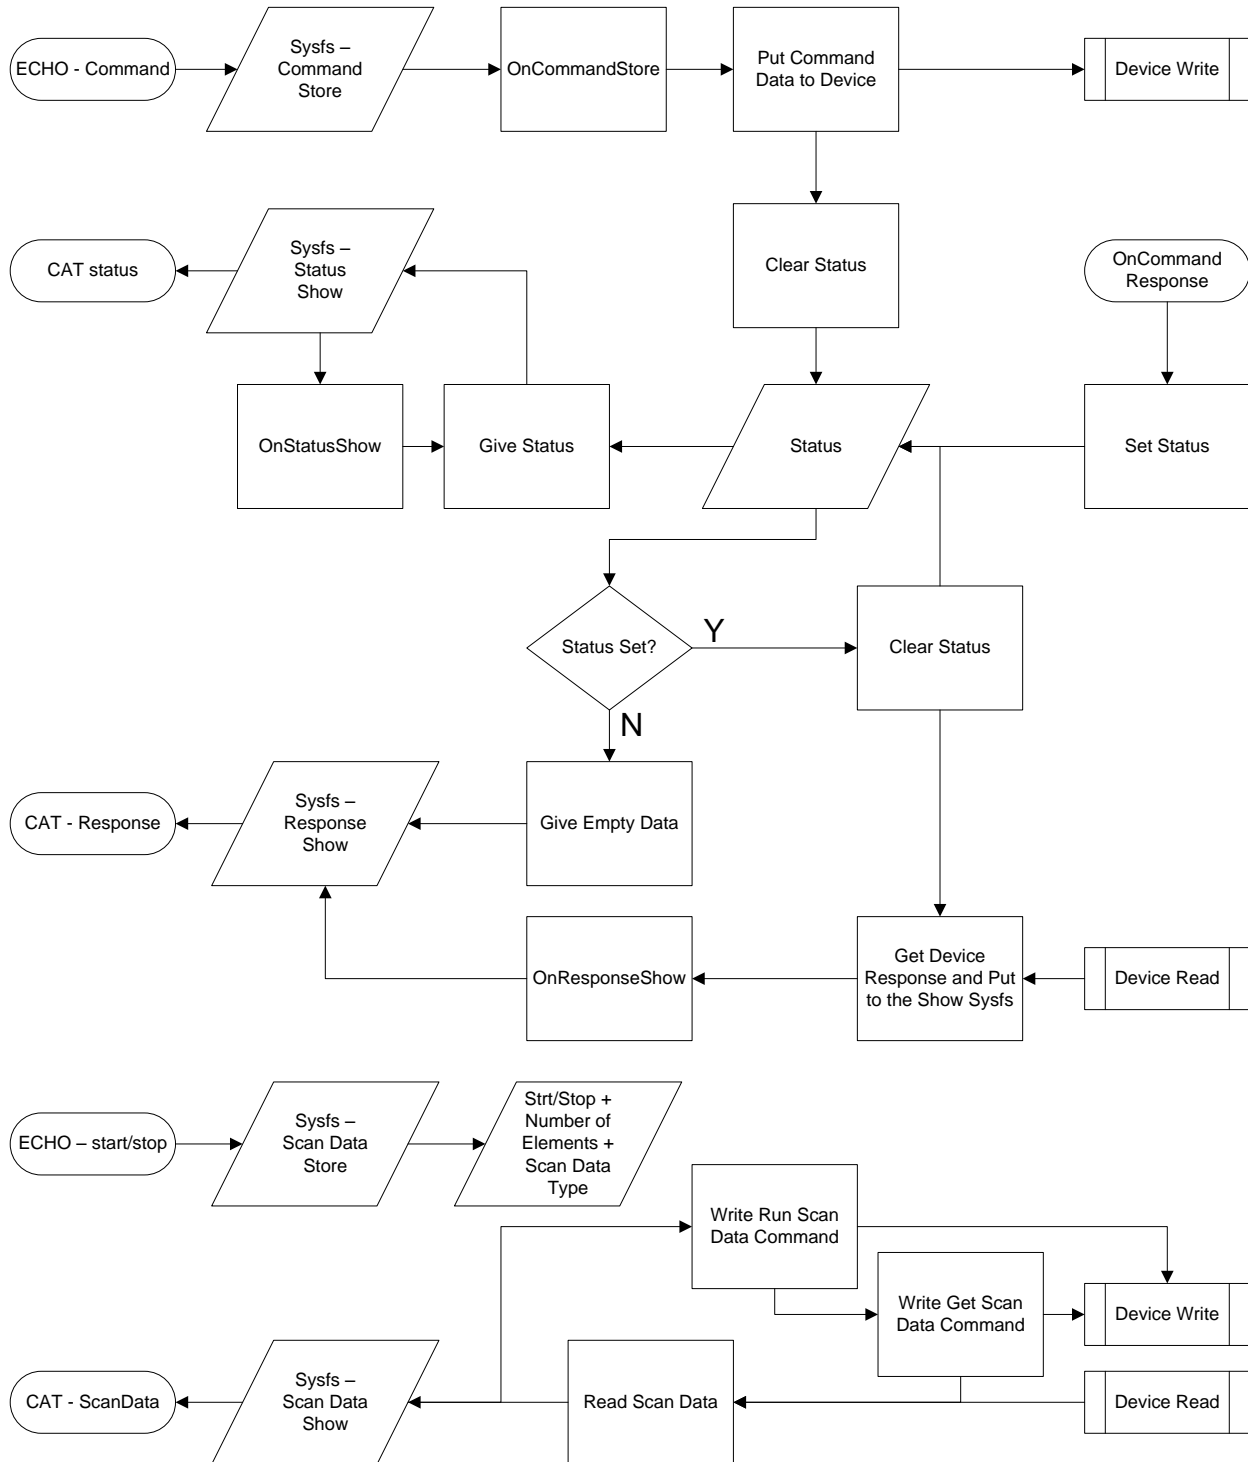 ECHO - Command
Sysfs –
Command
Store
OnCommandStore
Put Command
Data to Device
Device Write
CAT status
Sysfs –
Status
Show
Clear Status
OnCommand
Response
OnStatusShow
Give Status
Status
Set Status
Status Set?
Y
Clear Status
N
CAT - Response
Sysfs –
Response
Show
Give Empty Data
OnResponseShow
Get Device
Response and Put
to the Show Sysfs
Device Read
ECHO – start/stop
Sysfs –
Scan Data
Store
Strt/Stop +
Number of
Elements +
Scan Data
Type
Write Run Scan
Data Command
Write Get Scan
Data Command
Device Write
CAT - ScanData
Sysfs –
Scan Data
Show
Read Scan Data
Device Read